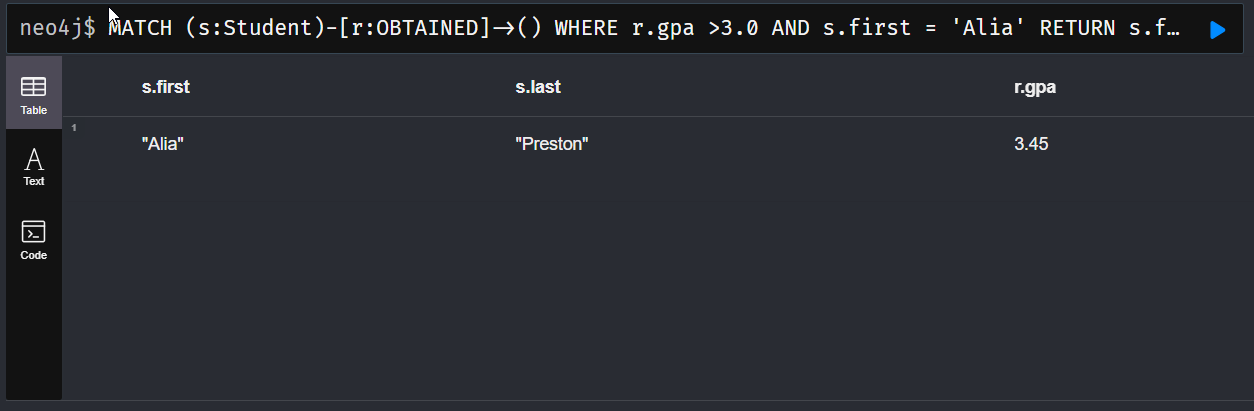 neo4j$ MATCH (s:Student)-[r:OBTAINED]→() WHERE r.gpa >3.0 AND s.first = 'Alia' RETURN s.f…
Table
s.first s.last r.gpa
1
"Alia" "Preston" 3.45
Text
Code